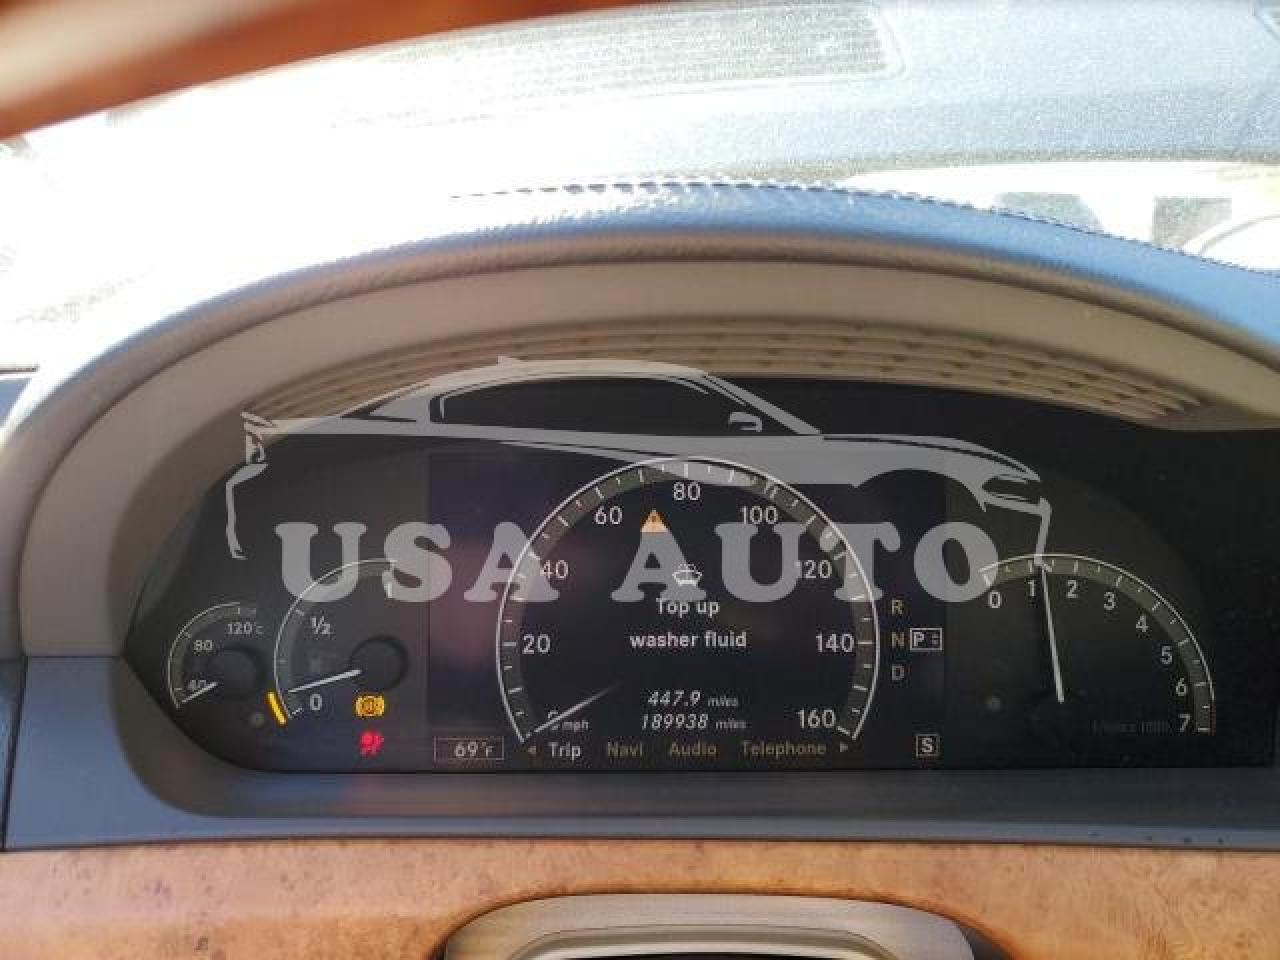 USA AUTO
80
60 100
40 120
20 140
0 mph 160
Top up
washer fluid
447.9 miles
189938 miles
Trip Navi Audio Telephone
69°F
120°C
80
40
1
1/2
0
R
N P
D
S
0 1 2 3 4 5 6 7